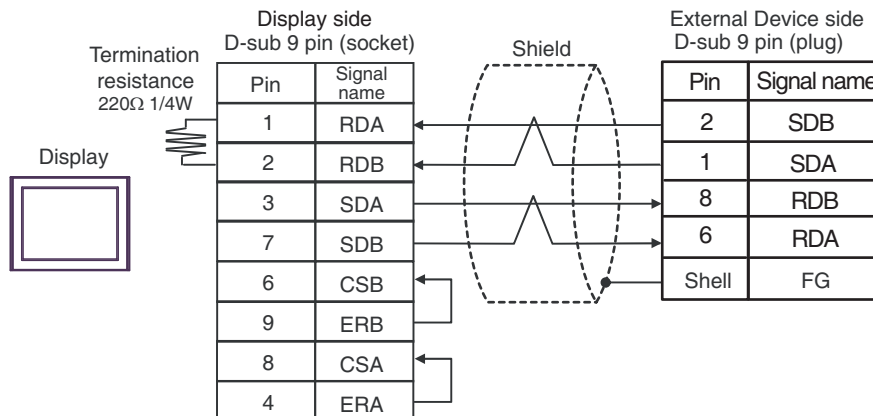 Display side
D-sub 9 pin (socket)
External Device side
D-sub 9 pin (plug)
Termination
resistance
220Ω 1/4W
Shield
Display
Pin Signal name
1 RDA
2 RDB
3 SDA
7 SDB
6 CSB
9 ERB
8 CSA
4 ERA
Pin Signal name
2 SDB
1 SDA
8 RDB
6 RDA
Shell FG